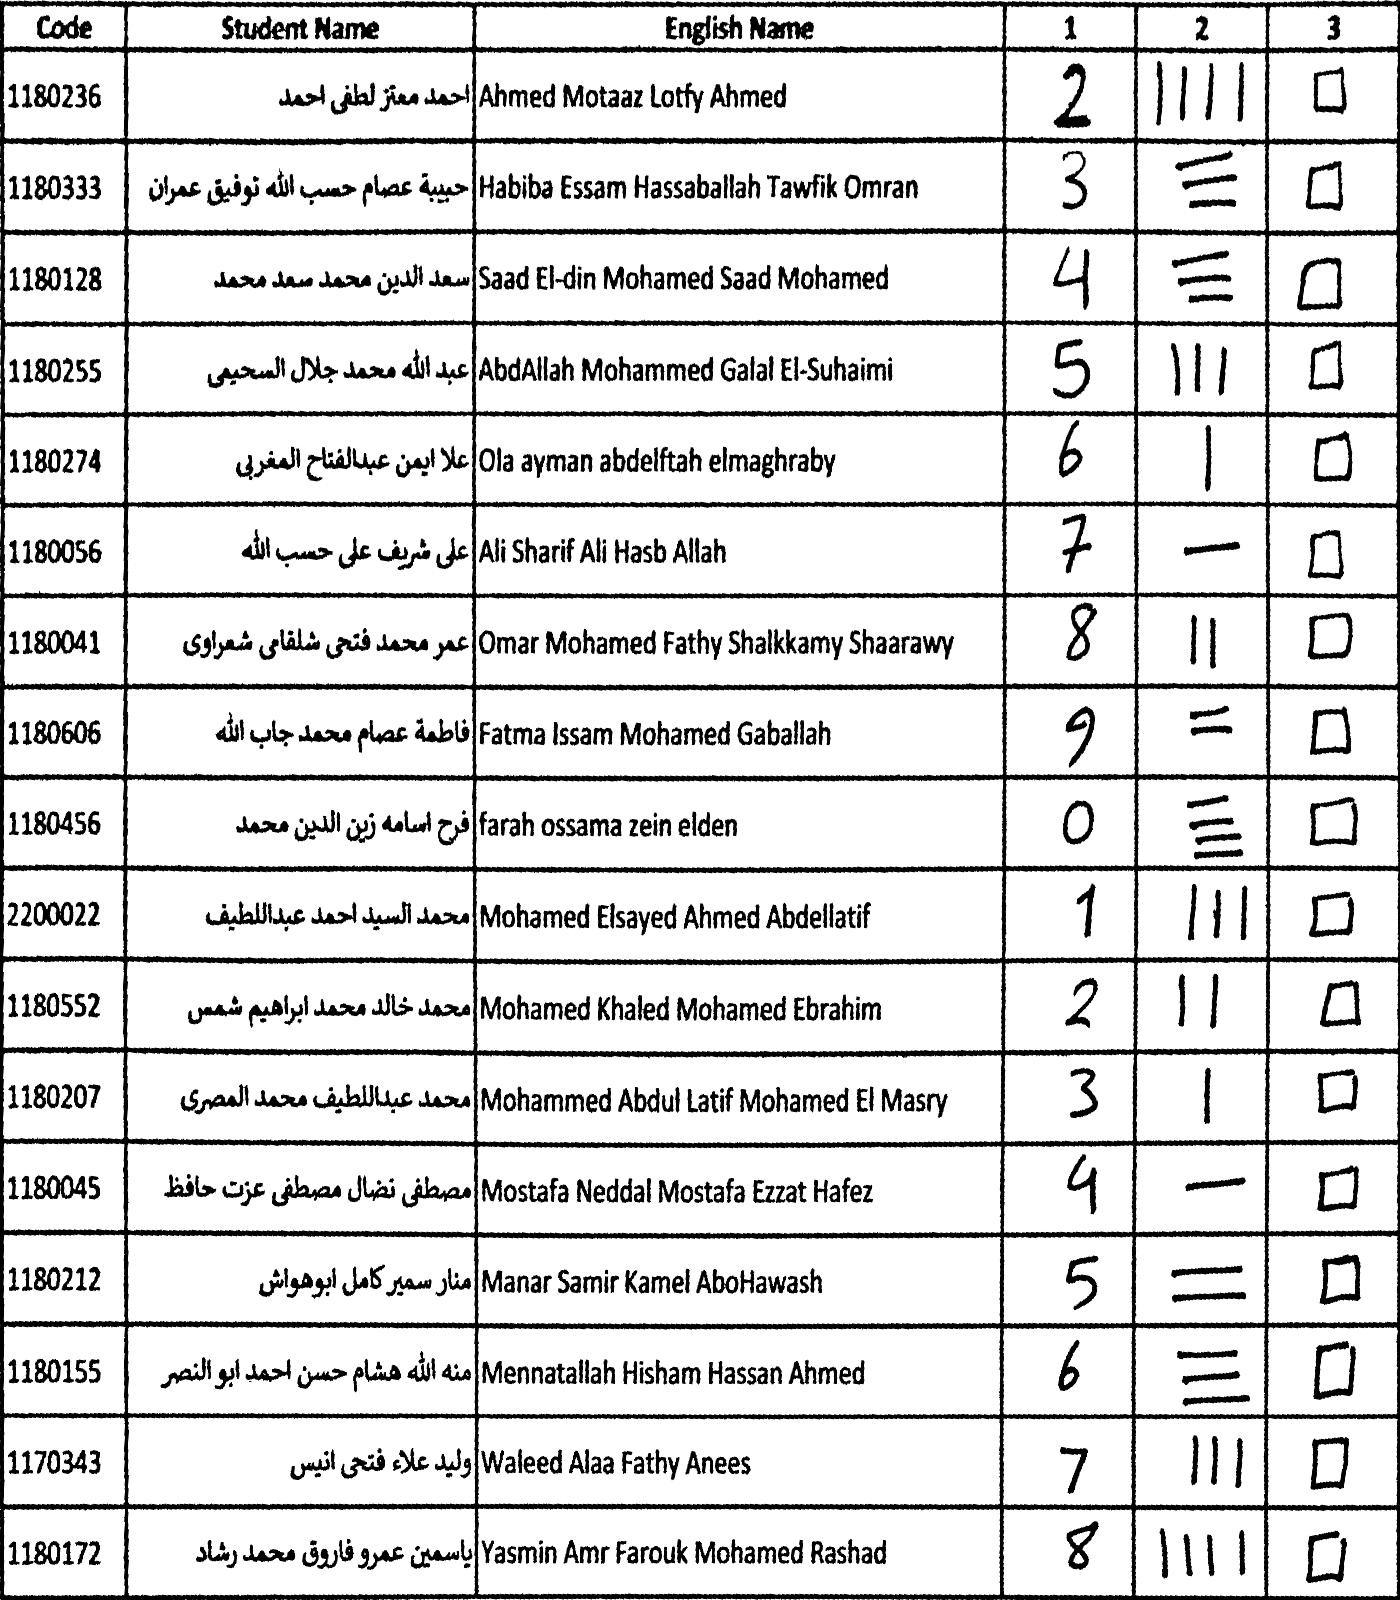 Code Student Name English Name 1 2 3
1180236 احمد معتز لطفى احمد Ahmed Motaaz Lotfy Ahmed 2 |||| □
1180333 حبيبة عصام حسب الله توفيق عمران Habiba Essam Hassaballah Tawfik Omran 3 ☰ □
1180128 سعد الدين محمد سعد محمد Saad El-din Mohamed Saad Mohamed 4 ☰ □
1180255 عبد الله محمد جلال السحيمى AbdAllah Mohammed Galal El-Suhaimi 5 ||| □
1180274 علا ايمن عبدالفتاح المغربى Ola ayman abdelftah elmaghraby 6 | □
1180056 على شريف على حسب الله Ali Sharif Ali Hasb Allah 7 — □
1180041 عمر محمد فتحى شلقامى شعراوى Omar Mohamed Fathy Shalkkamy Shaarawy 8 || □
1180606 فاطمة عصام محمد جاب الله Fatma Issam Mohamed Gaballah 9 = □
1180456 فرح اسامه زين الدين محمد farah ossama zein elden 0 ≣ □
2200022 محمد السيد احمد عبداللطيف Mohamed Elsayed Ahmed Abdellatif 1 ||| □
1180552 محمد خالد محمد ابراهيم شمس Mohamed Khaled Mohamed Ebrahim 2 || □
1180207 محمد عبداللطيف محمد المصرى Mohammed Abdul Latif Mohamed El Masry 3 | □
1180045 مصطفى نضال مصطفى عزت حافظ Mostafa Neddal Mostafa Ezzat Hafez 4 — □
1180212 منار سمير كامل ابوهواش Manar Samir Kamel AboHawash 5 = □
1180155 منه الله هشام حسن احمد ابو النصر Mennatallah Hisham Hassan Ahmed 6 ☰ □
1170343 وليد علاء فتحى انيس Waleed Alaa Fathy Anees 7 ||| □
1180172 ياسمين عمرو فاروق محمد رشاد Yasmin Amr Farouk Mohamed Rashad 8 |||| □